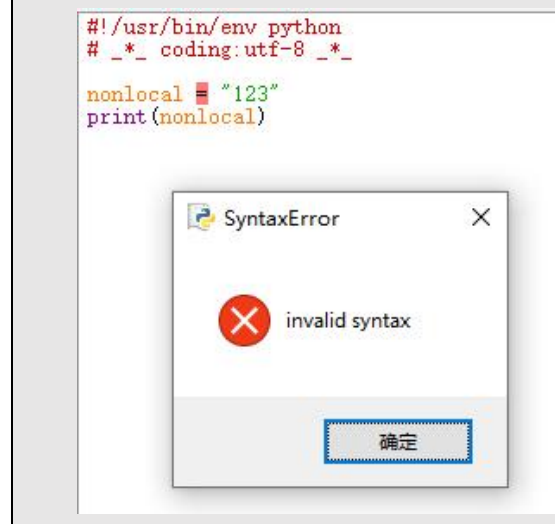 #!/usr/bin/env python
# _*_ coding:utf-8 _*_
nonlocal = "123"
print(nonlocal)
SyntaxError
invalid syntax
确定